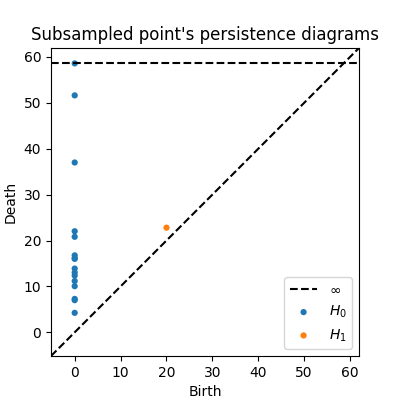 Subsampled point's persistence diagrams
60
50
40
30
20
10
0
Death
∞
H₀
H₁
0 10 20 30 40 50 60
Birth